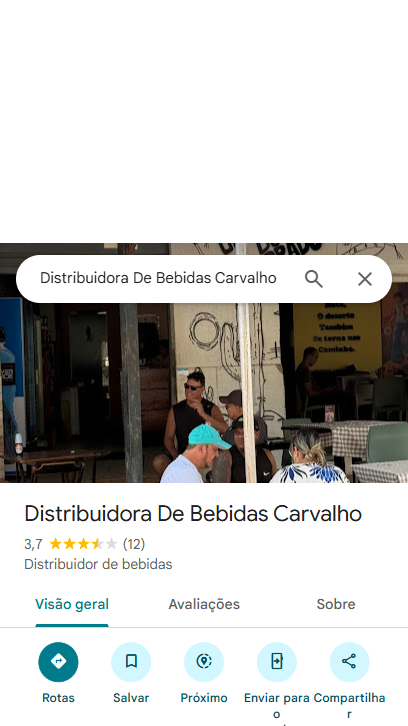 Distribuidora De Bebidas Carvalho
O deserto
Também
se torna um
Caminho.
Distribuidora De Bebidas Carvalho
3,7 (12)
Distribuidor de bebidas
Visão geral Avaliações Sobre
Rotas Salvar Próximo Enviar para Compartilha
o r